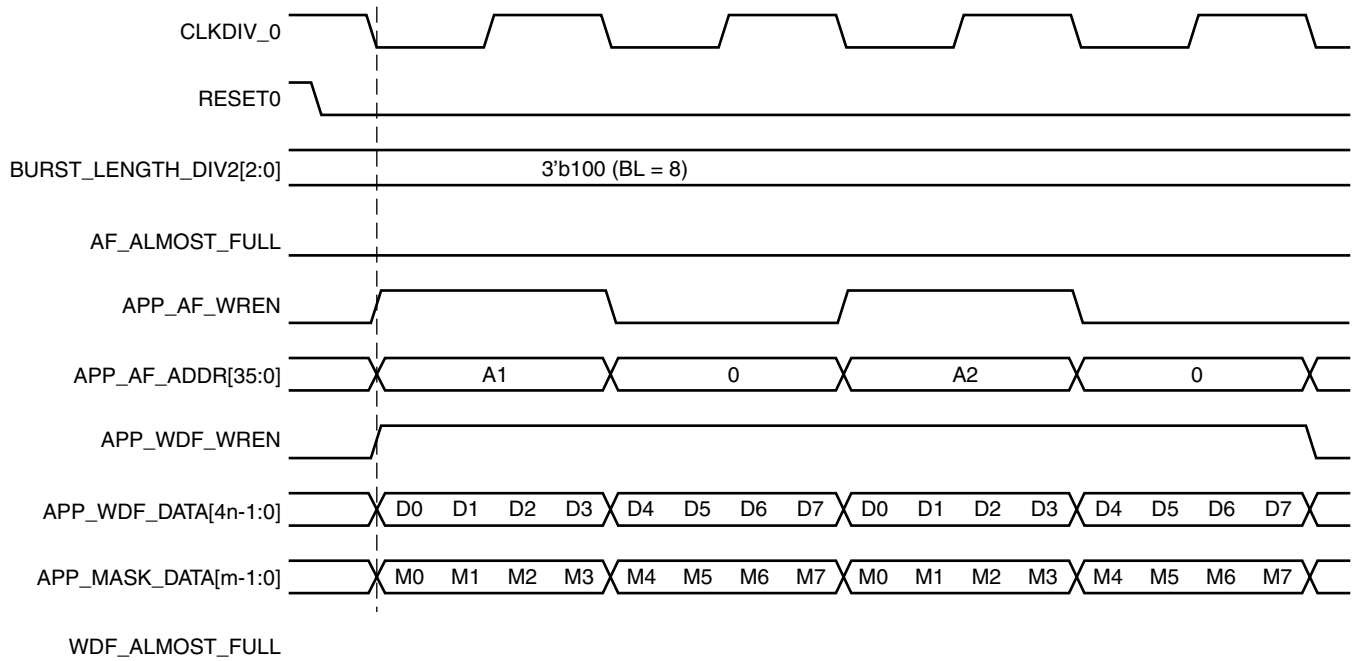 CLKDIV_0
RESET0
BURST_LENGTH_DIV2[2:0] 3’b100 (BL = 8)
AF_ALMOST_FULL
APP_AF_WREN
APP_AF_ADDR[35:0] A1 0 A2 0
APP_WDF_WREN
APP_WDF_DATA[4n-1:0] D0 D1 D2 D3 D4 D5 D6 D7 D0 D1 D2 D3 D4 D5 D6 D7
APP_MASK_DATA[m-1:0] M0 M1 M2 M3 M4 M5 M6 M7 M0 M1 M2 M3 M4 M5 M6 M7
WDF_ALMOST_FULL